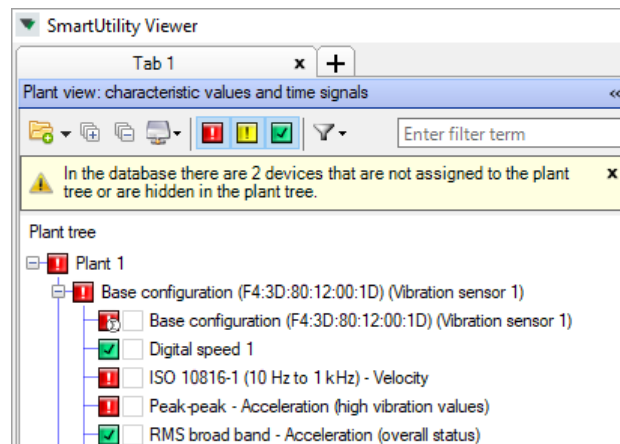 SmartUtility Viewer
Tab 1 x +
Plant view: characteristic values and time signals «
Enter filter term
In the database there are 2 devices that are not assigned to the plant x
tree or are hidden in the plant tree.
Plant tree
Plant 1
Base configuration (F4:3D:80:12:00:1D) (Vibration sensor 1)
Base configuration (F4:3D:80:12:00:1D) (Vibration sensor 1)
Digital speed 1
ISO 10816-1 (10 Hz to 1 kHz) - Velocity
Peak-peak - Acceleration (high vibration values)
RMS broad band - Acceleration (overall status)